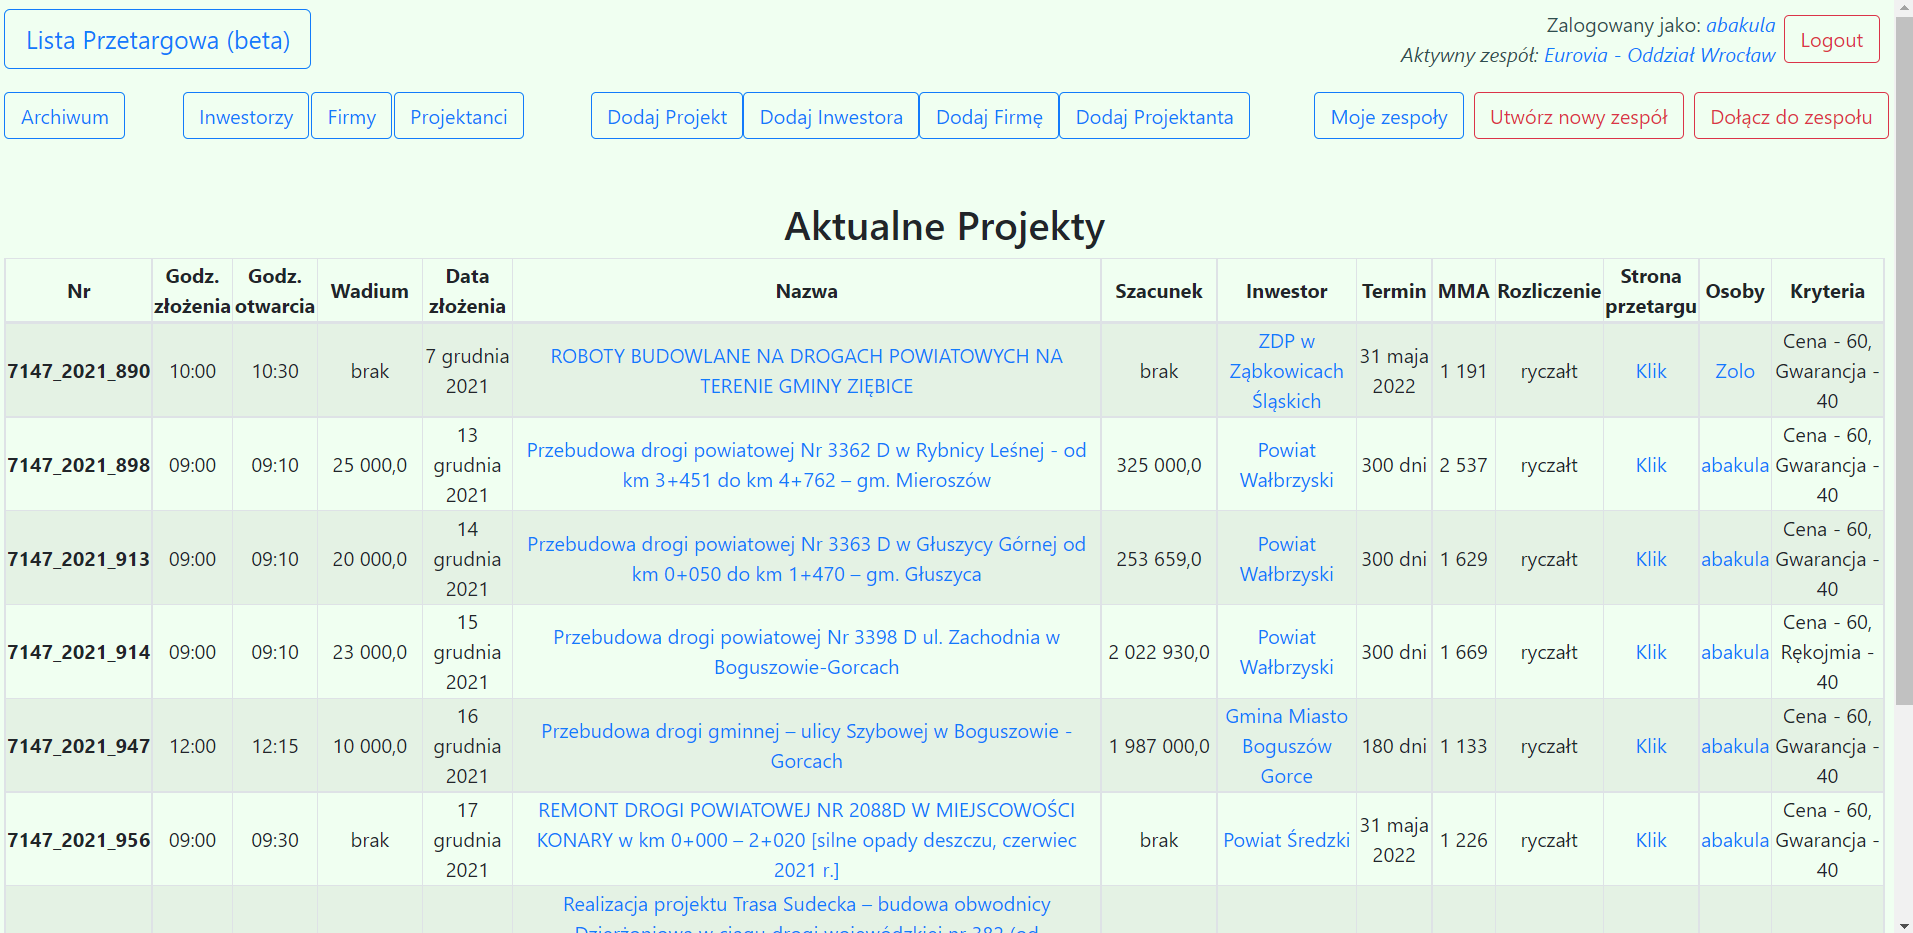 Lista Przetargowa (beta)
Zalogowany jako: abakula
Aktywny zespół: Eurovia - Oddział Wrocław
Logout
Archiwum
Inwestorzy
Firmy
Projektanci
Dodaj Projekt
Dodaj Inwestora
Dodaj Firmę
Dodaj Projektanta
Moje zespoły
Utwórz nowy zespół
Dołącz do zespołu
Aktualne Projekty
Nr
Godz.
złożenia
Godz.
otwarcia
Wadium
Data
złożenia
Nazwa
Szacunek
Inwestor
Termin
MMA
Rozliczenie
Strona
przetargu
Osoby
Kryteria
7147_2021_890
10:00
10:30
brak
7 grudnia
2021
ROBOTY BUDOWLANE NA DROGACH POWIATOWYCH NA
TERENIE GMINY ZIĘBICE
brak
ZDP w
Ząbkowicach
Śląskich
31 maja
2022
1 191
ryczałt
Klik
Zolo
Cena - 60,
Gwarancja -
40
7147_2021_898
09:00
09:10
25 000,0
13
grudnia
2021
Przebudowa drogi powiatowej Nr 3362 D w Rybnicy Leśnej - od
km 3+451 do km 4+762 – gm. Mieroszów
325 000,0
Powiat
Wałbrzyski
300 dni
2 537
ryczałt
Klik
abakula
Cena - 60,
Gwarancja -
40
7147_2021_913
09:00
09:10
20 000,0
14
grudnia
2021
Przebudowa drogi powiatowej Nr 3363 D w Głuszycy Górnej od
km 0+050 do km 1+470 – gm. Głuszyca
253 659,0
Powiat
Wałbrzyski
300 dni
1 629
ryczałt
Klik
abakula
Cena - 60,
Gwarancja -
40
7147_2021_914
09:00
09:10
23 000,0
15
grudnia
2021
Przebudowa drogi powiatowej Nr 3398 D ul. Zachodnia w
Boguszowie-Gorcach
2 022 930,0
Powiat
Wałbrzyski
300 dni
1 669
ryczałt
Klik
abakula
Cena - 60,
Rękojmia -
40
7147_2021_947
12:00
12:15
10 000,0
16
grudnia
2021
Przebudowa drogi gminnej – ulicy Szybowej w Boguszowie -
Gorcach
1 987 000,0
Gmina Miasto
Boguszów
Gorce
180 dni
1 133
ryczałt
Klik
abakula
Cena - 60,
Gwarancja -
40
7147_2021_956
09:00
09:30
brak
17
grudnia
2021
REMONT DROGI POWIATOWEJ NR 2088D W MIEJSCOWOŚCI
KONARY w km 0+000 – 2+020 [silne opady deszczu, czerwiec
2021 r.]
brak
Powiat Średzki
31 maja
2022
1 226
ryczałt
Klik
abakula
Cena - 60,
Gwarancja -
40
Realizacja projektu Trasa Sudecka – budowa obwodnicy
Dzierżoniowa w ciągu drogi wojewódzkiej nr 382 (od